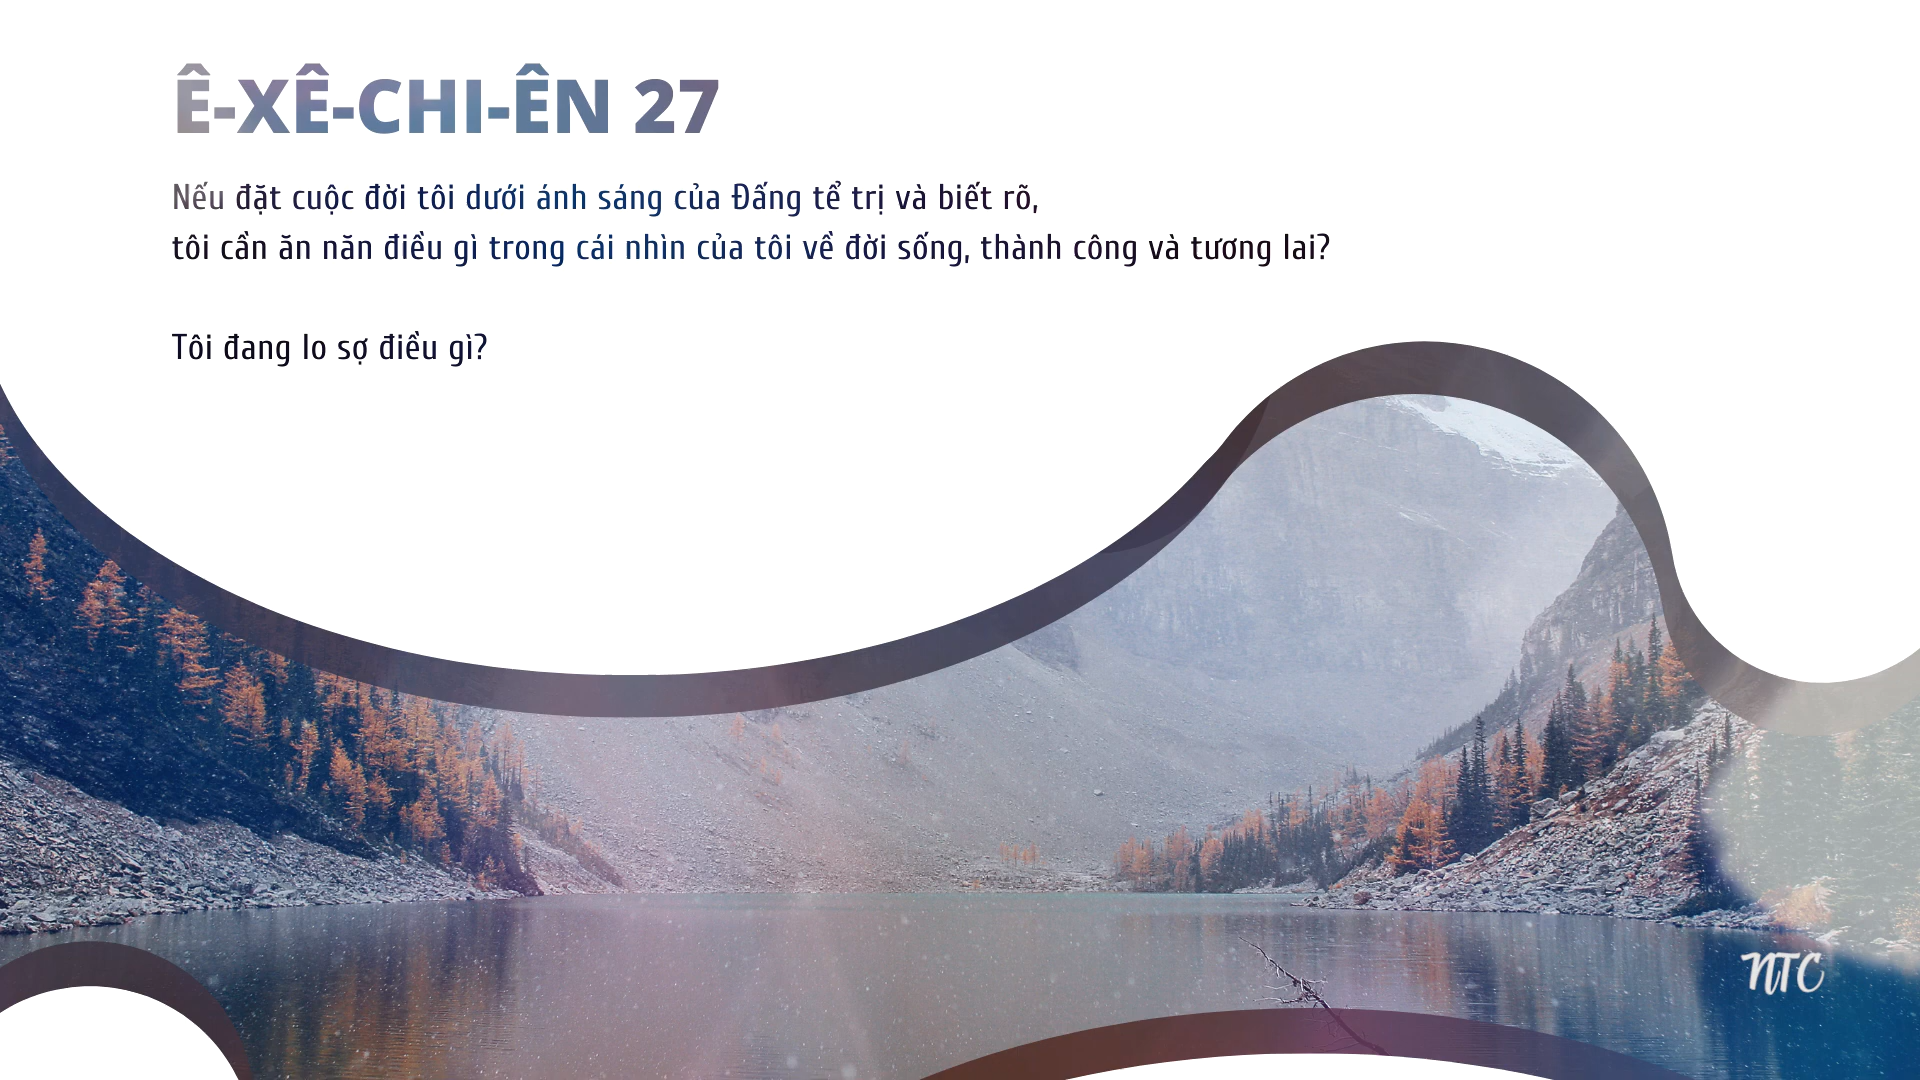 Ê-XÊ-CHI-ÊN 27
Nếu đặt cuộc đời tôi dưới ánh sáng của Đấng tể trị và biết rõ,
tôi cần ăn năn điều gì trong cái nhìn của tôi về đời sống, thành công và tương lai?
Tôi đang lo sợ điều gì?
NTC